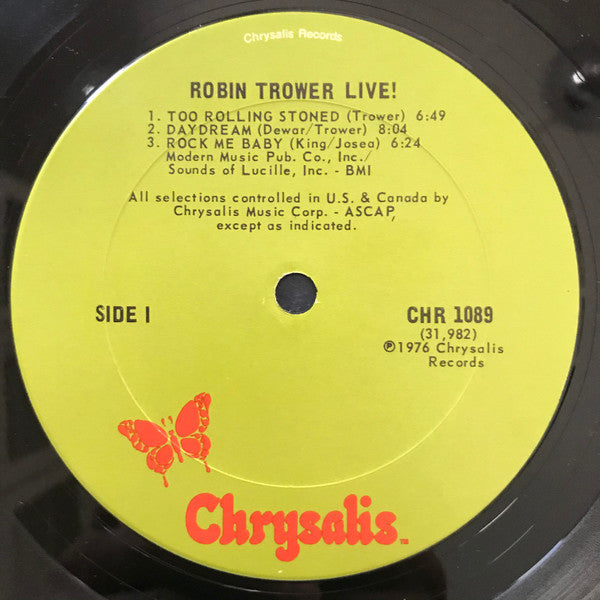 Chrysalis Records
ROBIN TROWER LIVE!
1. TOO ROLLING STONED (Trower) 6:49
2. DAYDREAM (Dewar/Trower) 8:04
3. ROCK ME BABY (King/Josea) 6:24
Modern Music Pub. Co., Inc./
Sounds of Lucille, Inc. - BMI
All selections controlled in U.S. & Canada by
Chrysalis Music Corp. - ASCAP,
except as indicated.
SIDE I
CHR 1089
(31,982)
℗1976 Chrysalis
Records
Chrysalis™